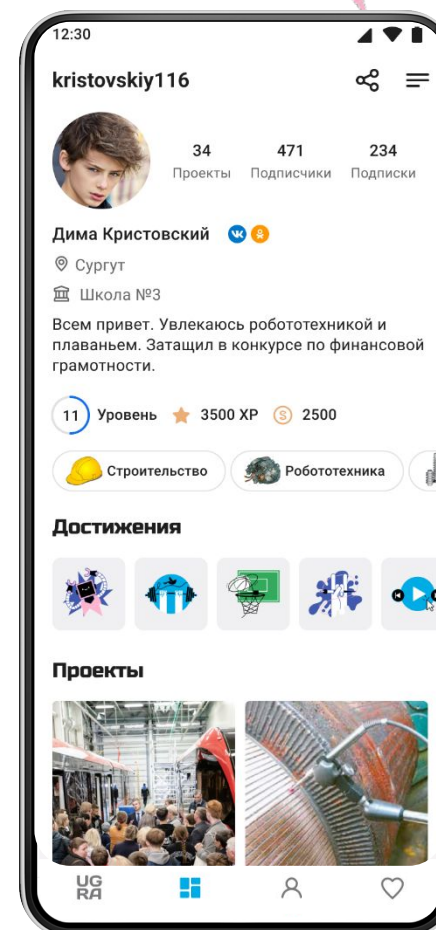 12:30
kristovskiy116
34 471 234
Проекты Подписчики Подписки
Дима Кристовский
Сургут
Школа №3
Всем привет. Увлекаюсь робототехникой и
плаваньем. Затащил в конкурсе по финансовой
грамотности.
11 Уровень 3500 XP S 2500
Строительство Робототехника
Достижения
Проекты
UG
RA